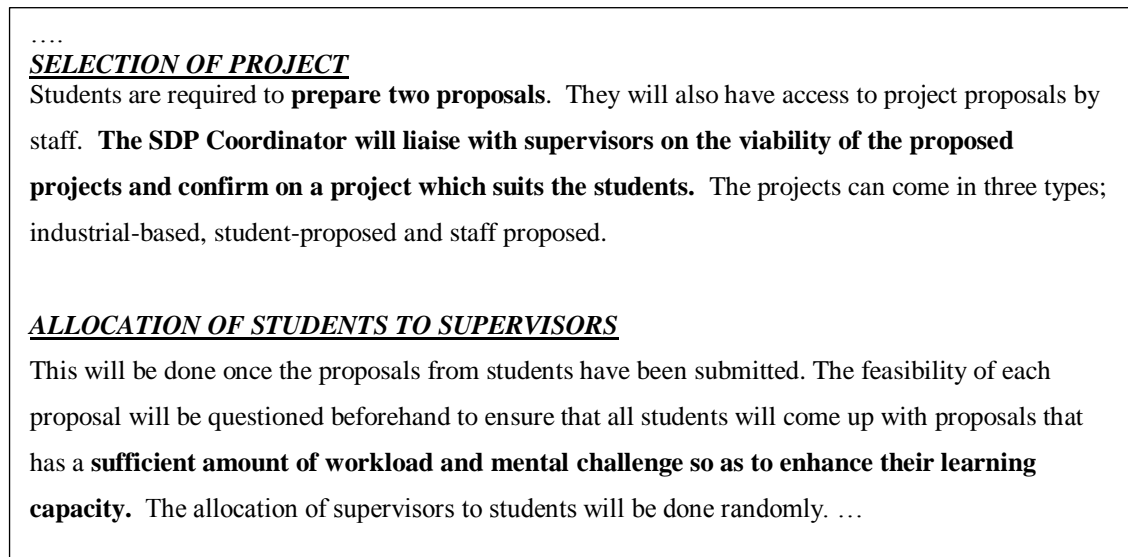 ….
SELECTION OF PROJECT
Students are required to prepare two proposals. They will also have access to project proposals by
staff. The SDP Coordinator will liaise with supervisors on the viability of the proposed
projects and confirm on a project which suits the students. The projects can come in three types;
industrial-based, student-proposed and staff proposed.
ALLOCATION OF STUDENTS TO SUPERVISORS
This will be done once the proposals from students have been submitted. The feasibility of each
proposal will be questioned beforehand to ensure that all students will come up with proposals that
has a sufficient amount of workload and mental challenge so as to enhance their learning
capacity. The allocation of supervisors to students will be done randomly. …